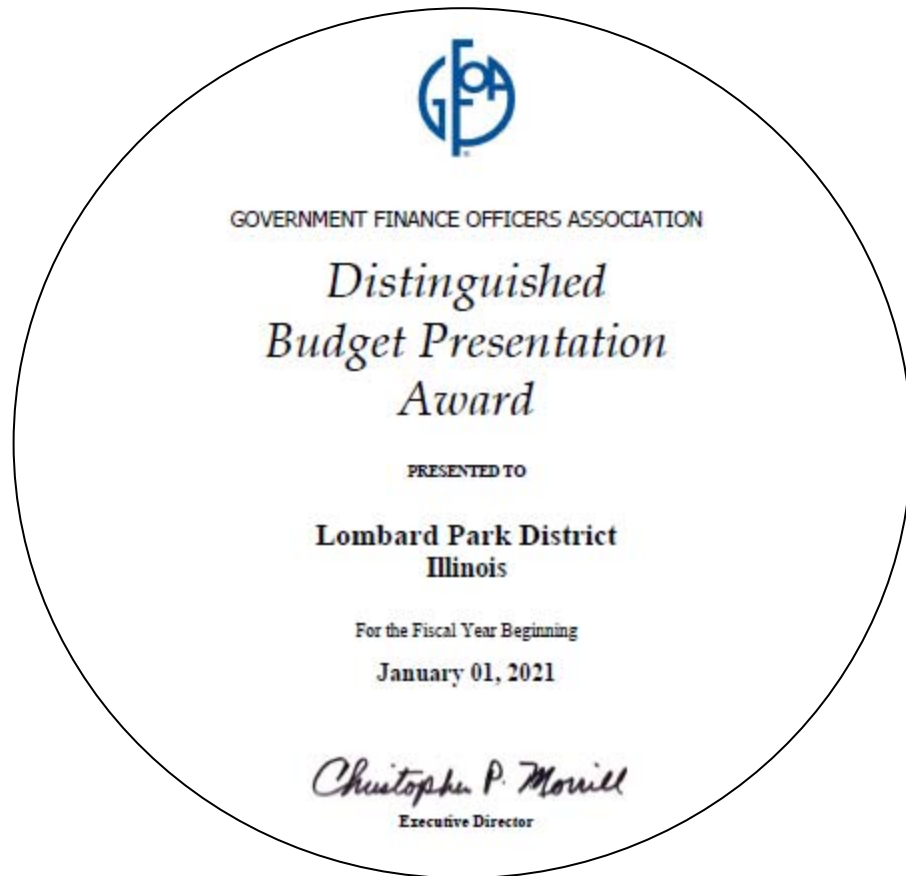 GFOA
GOVERNMENT FINANCE OFFICERS ASSOCIATION
Distinguished
Budget Presentation
Award
PRESENTED TO
Lombard Park District
Illinois
For the Fiscal Year Beginning
January 01, 2021
Christopher P. Morrill
Executive Director